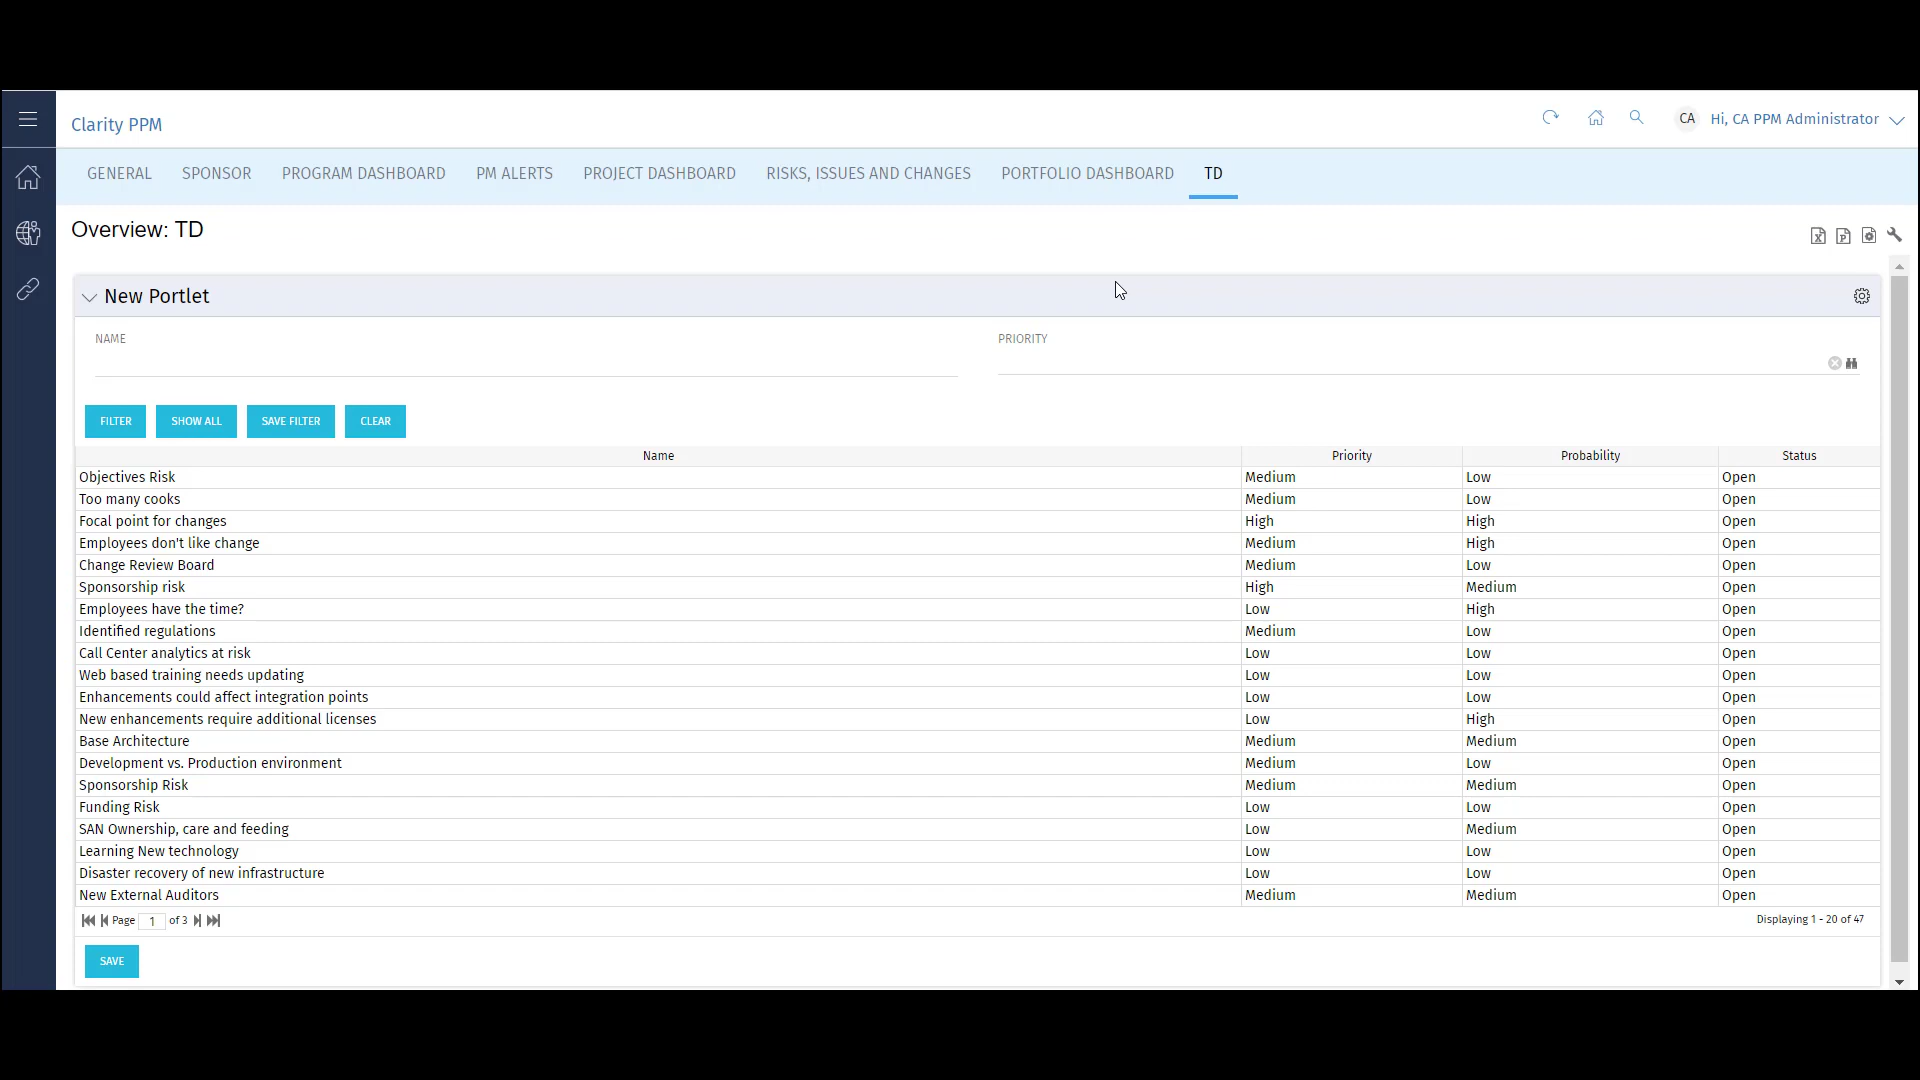 Clarity PPM
CA Hi, CA PPM Administrator
GENERAL SPONSOR PROGRAM DASHBOARD PM ALERTS PROJECT DASHBOARD RISKS, ISSUES AND CHANGES PORTFOLIO DASHBOARD TD
Overview: TD
New Portlet
NAME PRIORITY
FILTER SHOW ALL SAVE FILTER CLEAR
Name Priority Probability Status
Objectives Risk Medium Low Open
Too many cooks Medium Low Open
Focal point for changes High High Open
Employees don't like change Medium High Open
Change Review Board Medium Low Open
Sponsorship risk High Medium Open
Employees have the time? Low High Open
Identified regulations Medium Low Open
Call Center analytics at risk Low Low Open
Web based training needs updating Low Low Open
Enhancements could affect integration points Low Low Open
New enhancements require additional licenses Low High Open
Base Architecture Medium Medium Open
Development vs. Production environment Medium Low Open
Sponsorship Risk Medium Medium Open
Funding Risk Low Low Open
SAN Ownership, care and feeding Low Medium Open
Learning New technology Low Low Open
Disaster recovery of new infrastructure Low Low Open
New External Auditors Medium Medium Open
Page 1 of 3 Displaying 1 - 20 of 47
SAVE